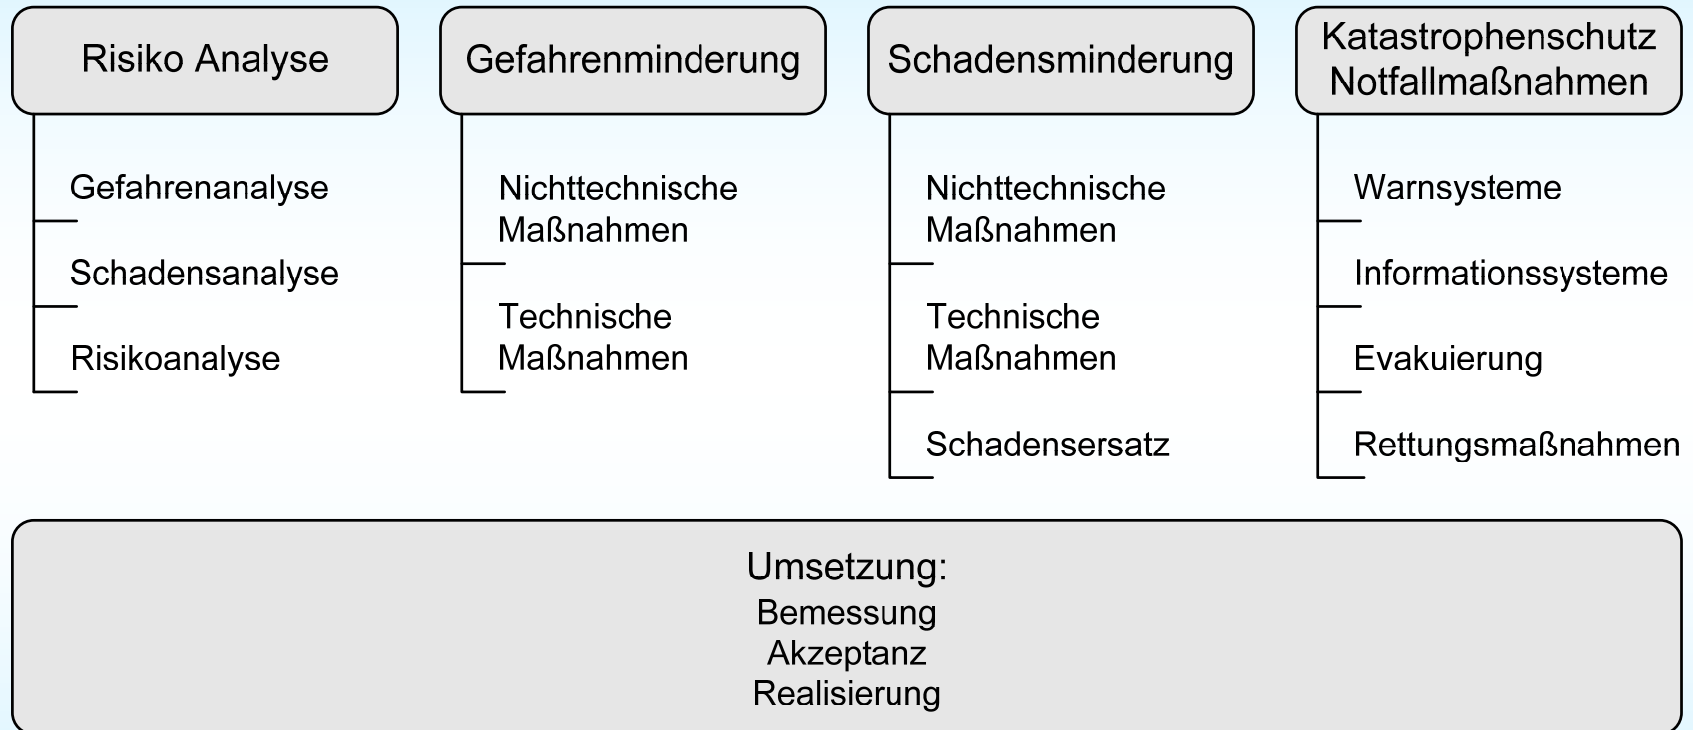 Risiko Analyse
Gefahrenanalyse
Schadensanalyse
Risikoanalyse
Gefahrenminderung
Nichttechnische
Maßnahmen
Technische
Maßnahmen
Schadensminderung
Nichttechnische
Maßnahmen
Technische
Maßnahmen
Schadensersatz
Katastrophenschutz
Notfallmaßnahmen
Warnsysteme
Informationssysteme
Evakuierung
Rettungsmaßnahmen
Umsetzung:
Bemessung
Akzeptanz
Realisierung